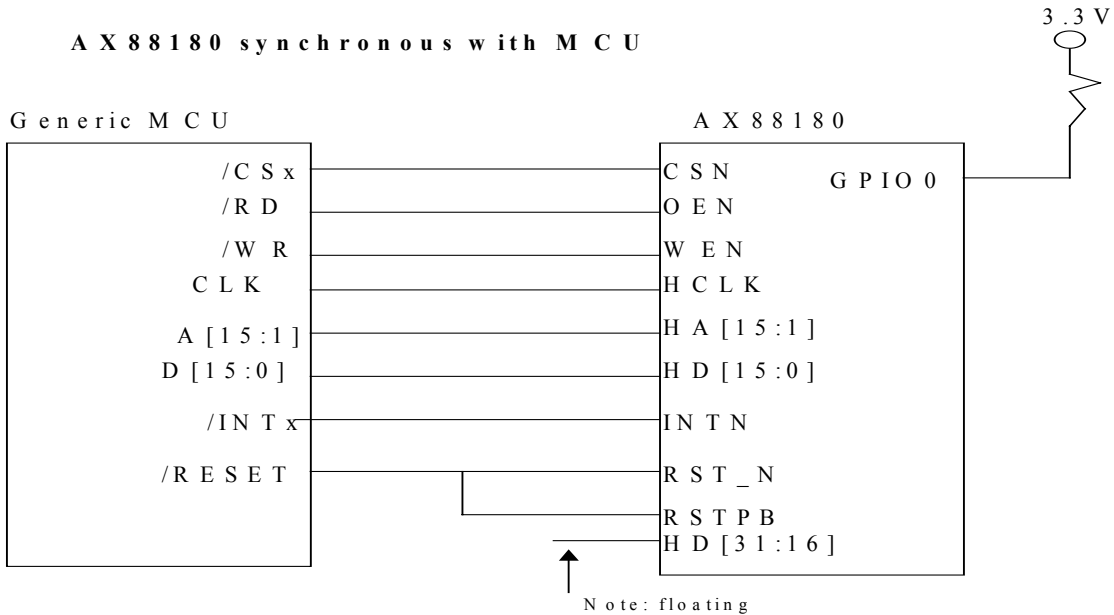 3.3V
AX88180 synchronous with MCU
Generic MCU
AX88180
/CSx
CSN
GPIO0
/RD
OEN
/WR
WEN
CLK
HCLK
A[15:1]
HA[15:1]
D[15:0]
HD[15:0]
/INTx
INTN
/RESET
RST_N
RSTPB
HD[31:16]
Note: floating